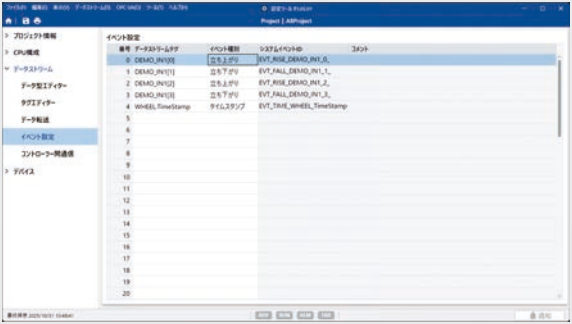 ファイル(F) 編集(E) 表示(V) データストリーム(D) OPC UA(O) ツール(T) ヘルプ(H)
Project | ABProject
プロジェクト情報
CPU構成
データストリーム
データ型エディター
タグエディター
データ転送
イベント設定
コントローラー間通信
デバイス
イベント設定
番号 データストリームタグ イベント種別 システムイベントID コメント
0 DEMO_IN1[0] 立ち上がり EVT_RISE_DEMO_IN1_0_
1 DEMO_IN1[1] 立ち下がり EVT_FALL_DEMO_IN1_1_
2 DEMO_IN1[2] 立ち上がり EVT_RISE_DEMO_IN1_2_
3 DEMO_IN1[3] 立ち下がり EVT_FALL_DEMO_IN1_3_
4 WHEEL.TimeStamp タイムスタンプ EVT_TIME_WHEEL_TimeStamp
5
6
7
8
9
10
11
12
13
14
15
16
17
18
19
20
通知